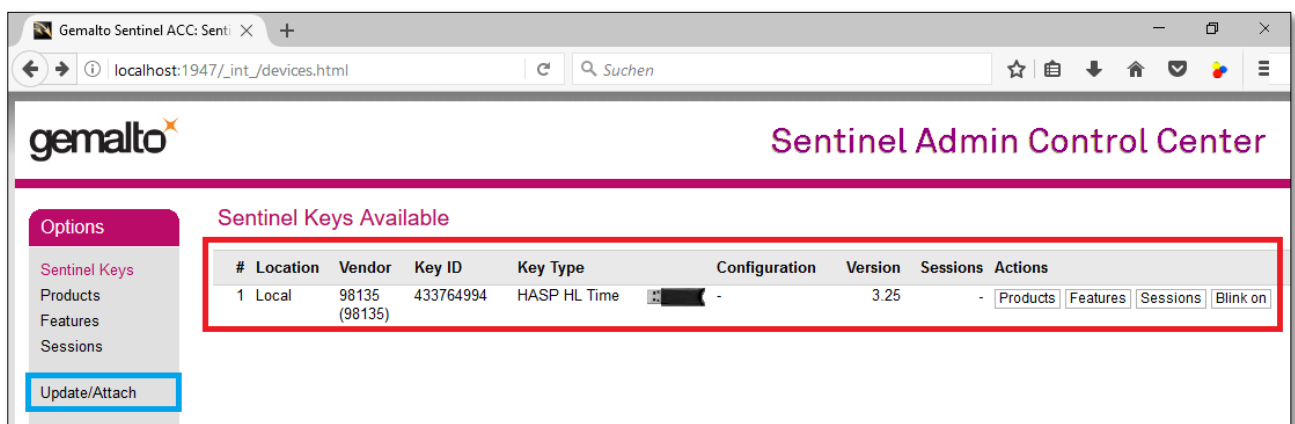 Gemalto Sentinel ACC: Senti
localhost:1947/_int_/devices.html
Suchen
gemalto
Sentinel Admin Control Center
Options
Sentinel Keys
Products
Features
Sessions
Update/Attach
Sentinel Keys Available
# Location Vendor Key ID Key Type Configuration Version Sessions Actions
1 Local 98135 433764994 HASP HL Time - 3.25 - Products Features Sessions Blink on
(98135)